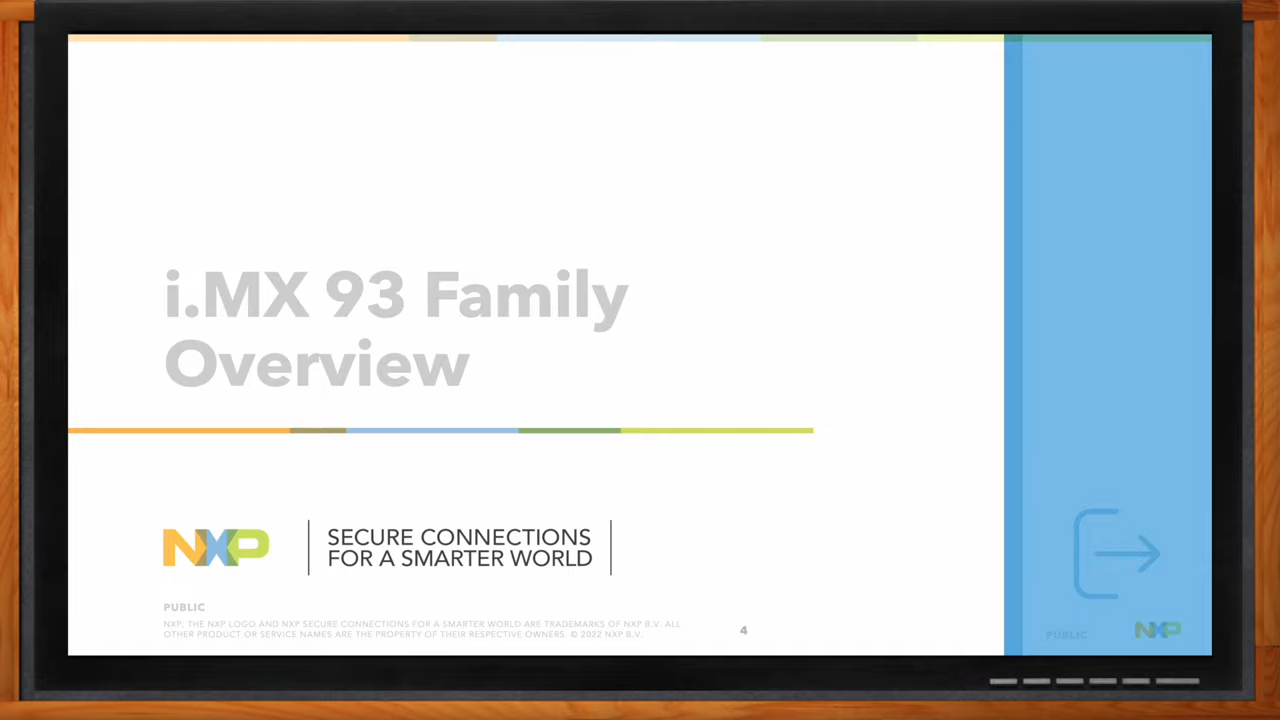 i.MX 93 Family
Overview
NXP
SECURE CONNECTIONS
FOR A SMARTER WORLD
PUBLIC
NXP, THE NXP LOGO AND NXP SECURE CONNECTIONS FOR A SMARTER WORLD ARE TRADEMARKS OF NXP B.V. ALL
OTHER PRODUCT OR SERVICE NAMES ARE THE PROPERTY OF THEIR RESPECTIVE OWNERS. © 2022 NXP B.V.
4
PUBLIC
NXP